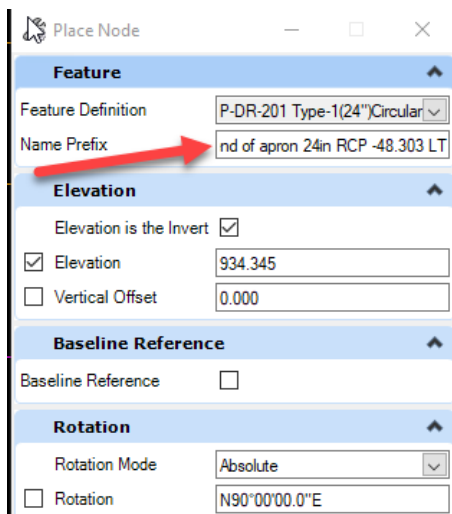 Place Node
Feature
Feature Definition P-DR-201 Type-1(24")Circular
Name Prefix nd of apron 24in RCP -48.303 LT
Elevation
Elevation is the Invert
Elevation 934.345
Vertical Offset 0.000
Baseline Reference
Baseline Reference
Rotation
Rotation Mode Absolute
Rotation N90°00'00.0"E